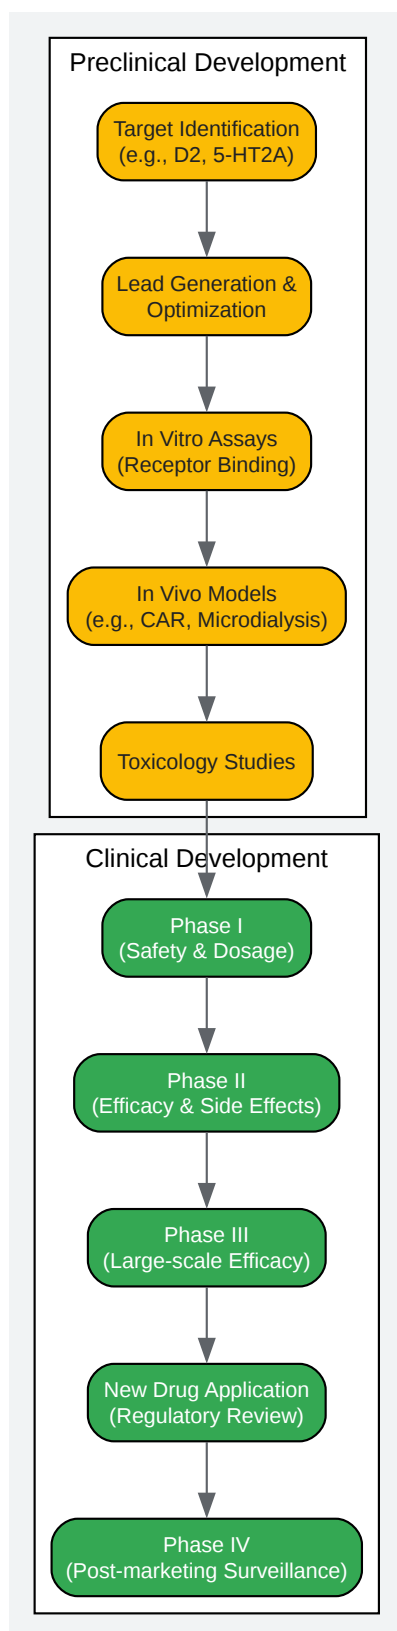 Preclinical Development
Target Identification
(e.g., D2, 5-HT2A)
Lead Generation &
Optimization
In Vitro Assays
(Receptor Binding)
In Vivo Models
(e.g., CAR, Microdialysis)
Toxicology Studies
Clinical Development
Phase I
(Safety & Dosage)
Phase II
(Efficacy & Side Effects)
Phase III
(Large-scale Efficacy)
New Drug Application
(Regulatory Review)
Phase IV
(Post-marketing Surveillance)